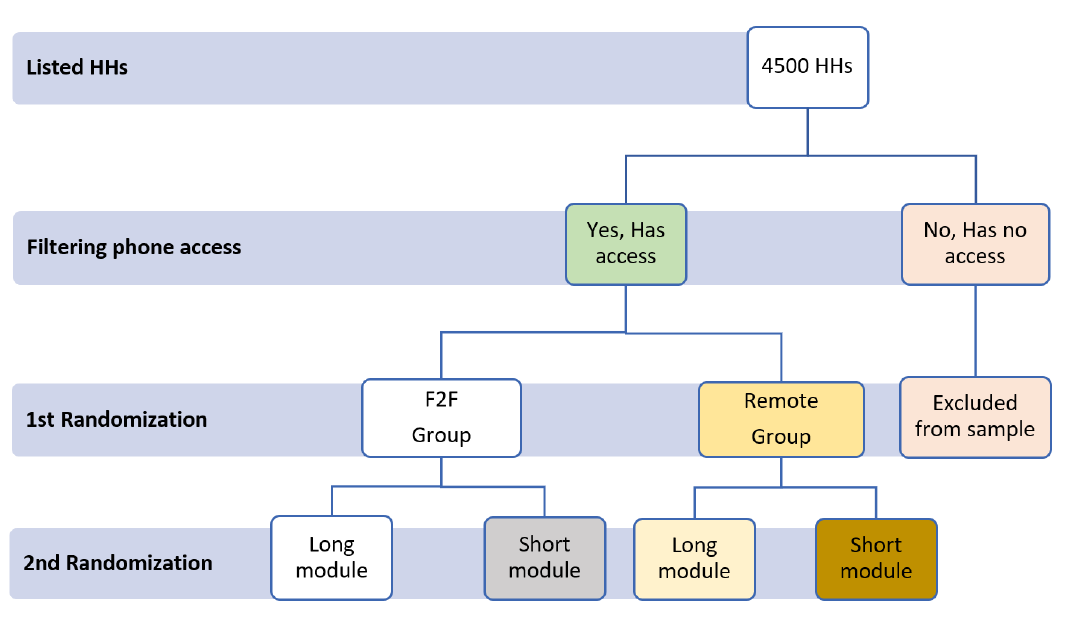 Listed HHs
4500 HHs
Filtering phone access
Yes, Has
access
No, Has no
access
1st Randomization
F2F
Group
Remote
Group
Excluded
from sample
2nd Randomization
Long
module
Short
module
Long
module
Short
module